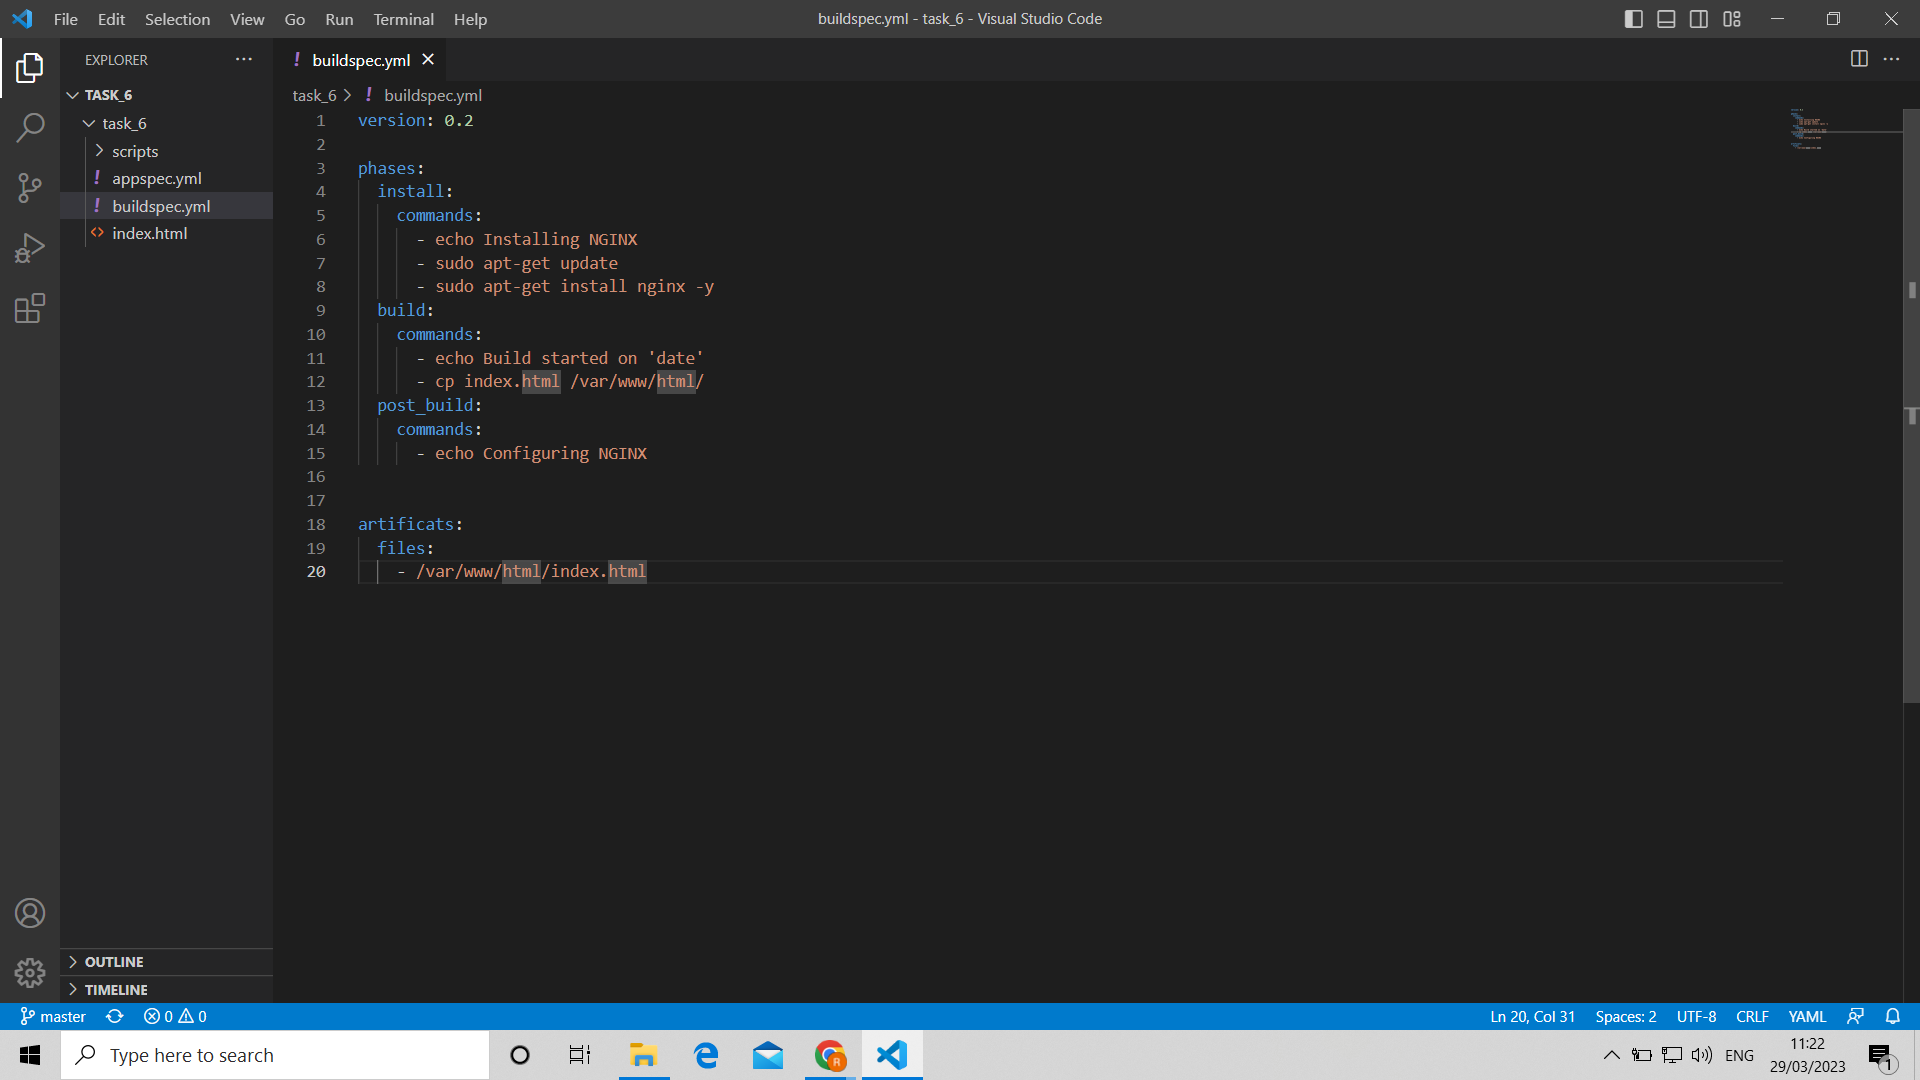 File Edit Selection View Go Run Terminal Help
buildspec.yml - task_6 - Visual Studio Code
EXPLORER
TASK_6
task_6
scripts
! appspec.yml
! buildspec.yml
<> index.html
OUTLINE
TIMELINE
! buildspec.yml
task_6 > ! buildspec.yml
1 version: 0.2
2
3 phases:
4 install:
5 commands:
6 - echo Installing NGINX
7 - sudo apt-get update
8 - sudo apt-get install nginx -y
9 build:
10 commands:
11 - echo Build started on 'date'
12 - cp index.html /var/www/html/
13 post_build:
14 commands:
15 - echo Configuring NGINX
16
17
18 artificats:
19 files:
20 - /var/www/html/index.html
master 0 0
Ln 20, Col 31 Spaces: 2 UTF-8 CRLF YAML
Type here to search
ENG
11:22
29/03/2023
1